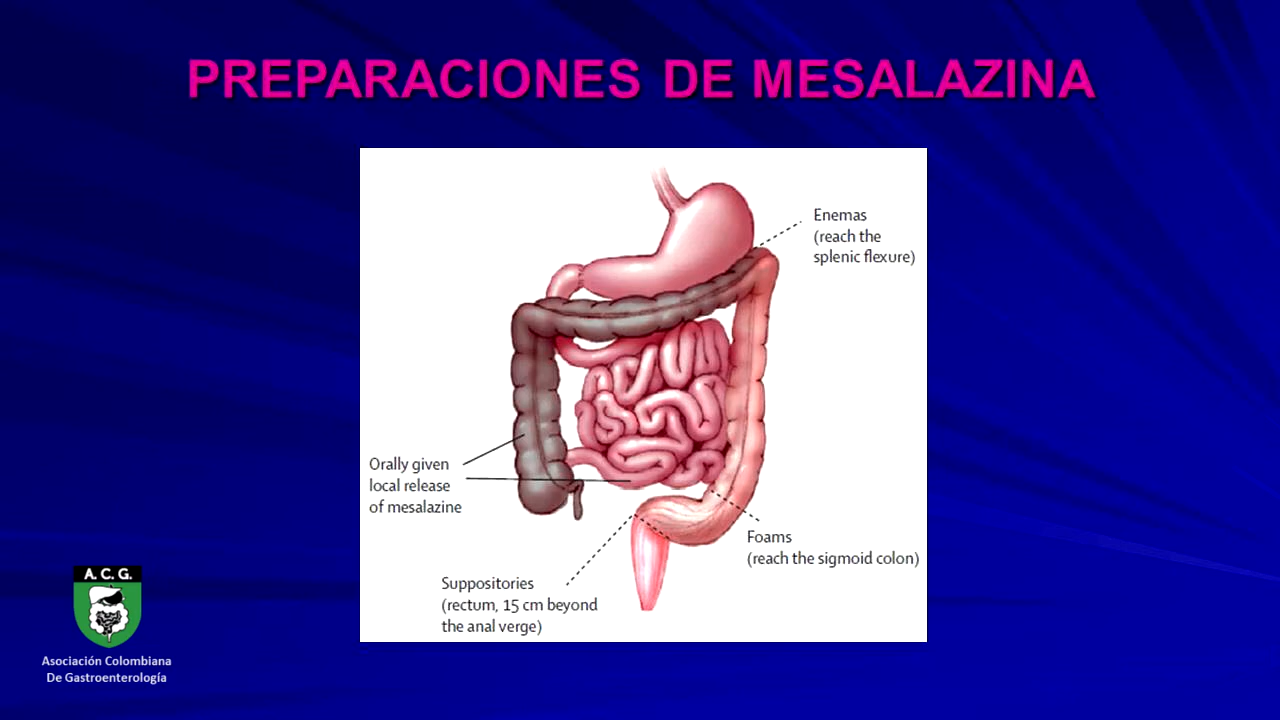 PREPARACIONES DE MESALAZINA
Enemas
(reach the
splenic flexure)
Orally given
local release
of mesalazine
Foams
(reach the sigmoid colon)
Suppositories
(rectum, 15 cm beyond
the anal verge)
A. C. G.
Asociación Colombiana
De Gastroenterología